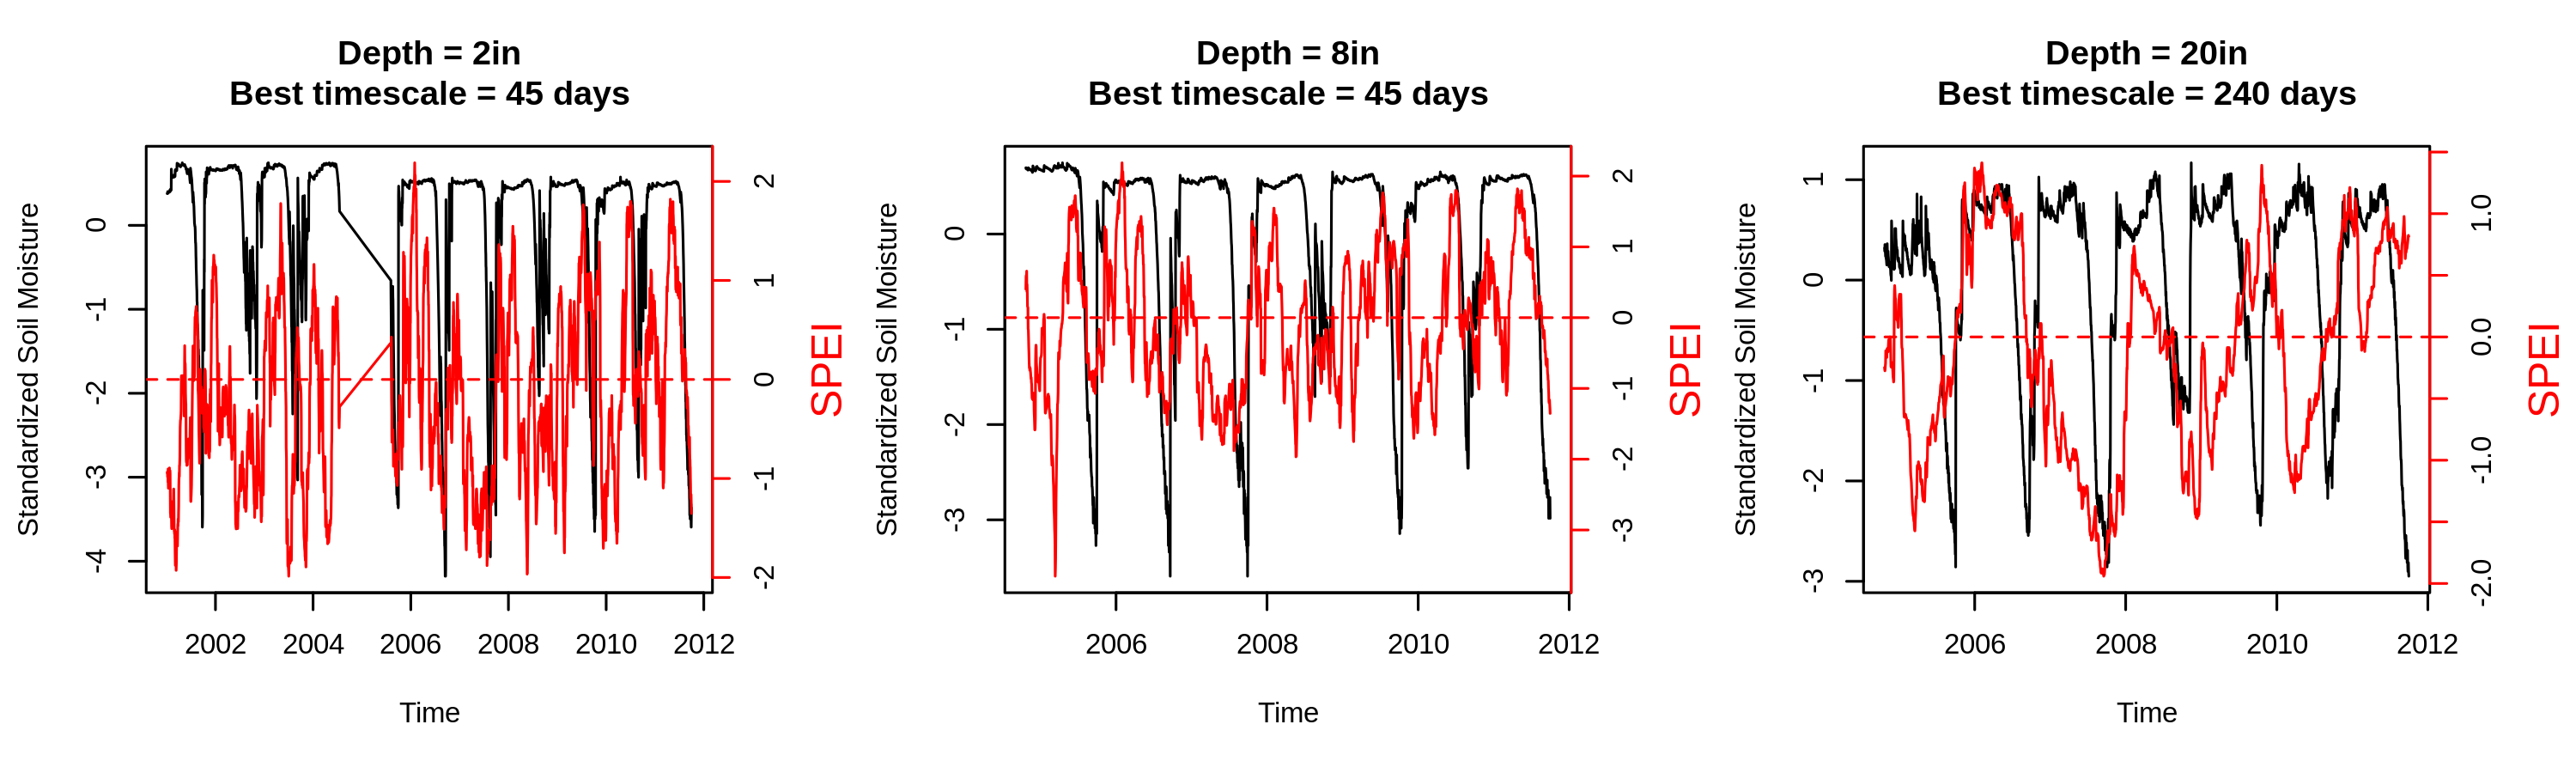 Depth = 2in
Best timescale = 45 days
Standardized Soil Moisture
0
-1
-2
-3
-4
2
1
0
-1
-2
SPEI
2002 2004 2006 2008 2010 2012
Time
Depth = 8in
Best timescale = 45 days
Standardized Soil Moisture
0
-1
-2
-3
2
1
0
-1
-2
-3
SPEI
2006 2008 2010 2012
Time
Depth = 20in
Best timescale = 240 days
Standardized Soil Moisture
1
0
-1
-2
-3
1.0
0.0
-1.0
-2.0
SPEI
2006 2008 2010 2012
Time